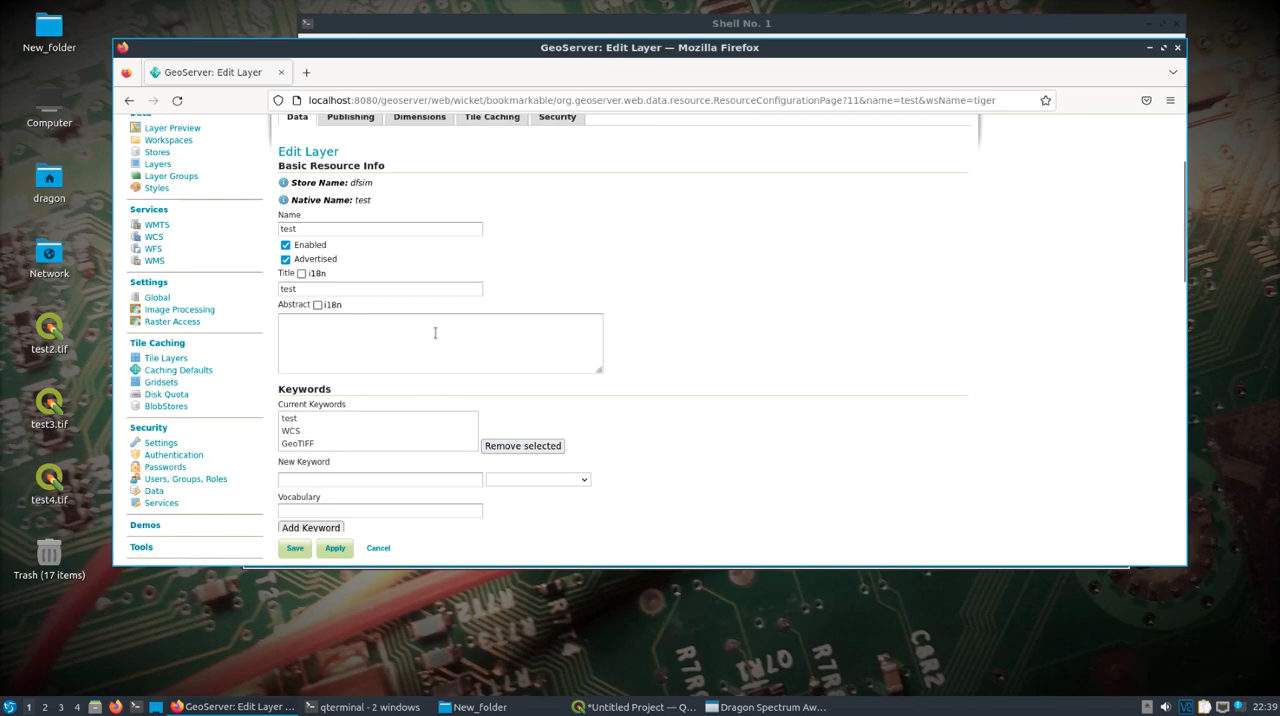 Shell No. 1
GeoServer: Edit Layer — Mozilla Firefox
GeoServer: Edit Layer
localhost:8080/geoserver/web/wicket/bookmarkable/org.geoserver.web.data.resource.ResourceConfigurationPage?11&name=test&wsName=tiger
New_folder
Computer
dragon
Network
test2.tif
test3.tif
test4.tif
Trash (17 items)
Data
Layer Preview
Workspaces
Stores
Layers
Layer Groups
Styles
Services
WMTS
WCS
WFS
WMS
Settings
Global
Image Processing
Raster Access
Tile Caching
Tile Layers
Caching Defaults
Gridsets
Disk Quota
BlobStores
Security
Settings
Authentication
Passwords
Users, Groups, Roles
Data
Services
Demos
Tools
Data Publishing Dimensions Tile Caching Security
Edit Layer
Basic Resource Info
Store Name: dfsim
Native Name: test
Name
test
Enabled
Advertised
Title i18n
test
Abstract i18n
Keywords
Current Keywords
test
WCS
GeoTIFF
Remove selected
New Keyword
Vocabulary
Add Keyword
Save Apply Cancel
R7R
1 2 3 4 GeoServer: Edit Layer ... qterminal - 2 windows New_folder *Untitled Project — Q... Dragon Spectrum Aw... 22:39